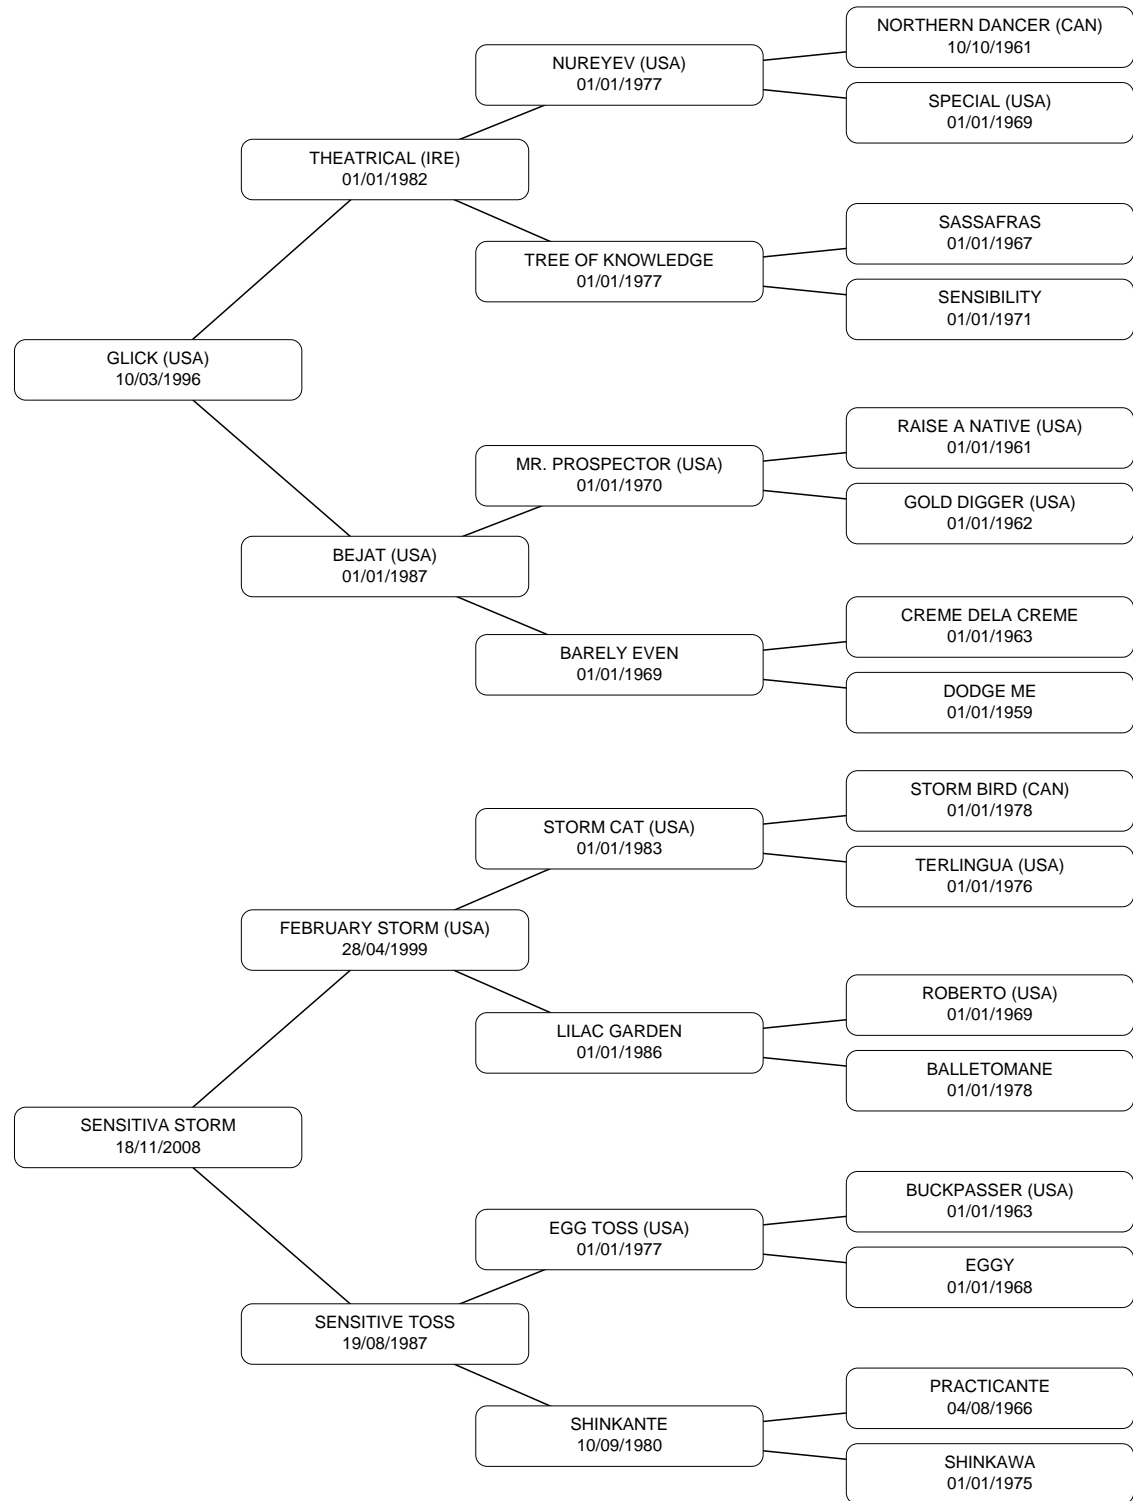 NORTHERN DANCER (CAN)
10/10/1961
NUREYEV (USA)
01/01/1977
SPECIAL (USA)
01/01/1969
THEATRICAL (IRE)
01/01/1982
SASSAFRAS
01/01/1967
TREE OF KNOWLEDGE
01/01/1977
SENSIBILITY
01/01/1971
GLICK (USA)
10/03/1996
RAISE A NATIVE (USA)
01/01/1961
MR. PROSPECTOR (USA)
01/01/1970
GOLD DIGGER (USA)
01/01/1962
BEJAT (USA)
01/01/1987
CREME DELA CREME
01/01/1963
BARELY EVEN
01/01/1969
DODGE ME
01/01/1959
STORM BIRD (CAN)
01/01/1978
STORM CAT (USA)
01/01/1983
TERLINGUA (USA)
01/01/1976
FEBRUARY STORM (USA)
28/04/1999
ROBERTO (USA)
01/01/1969
LILAC GARDEN
01/01/1986
BALLETOMANE
01/01/1978
SENSITIVA STORM
18/11/2008
BUCKPASSER (USA)
01/01/1963
EGG TOSS (USA)
01/01/1977
EGGY
01/01/1968
SENSITIVE TOSS
19/08/1987
PRACTICANTE
04/08/1966
SHINKANTE
10/09/1980
SHINKAWA
01/01/1975